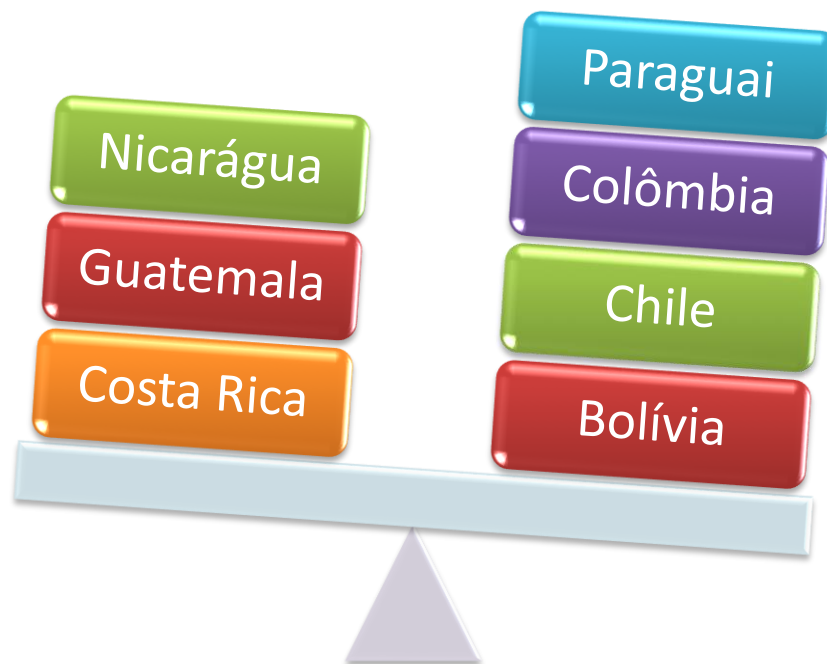 Nicarágua
Guatemala
Costa Rica
Paraguai
Colômbia
Chile
Bolívia